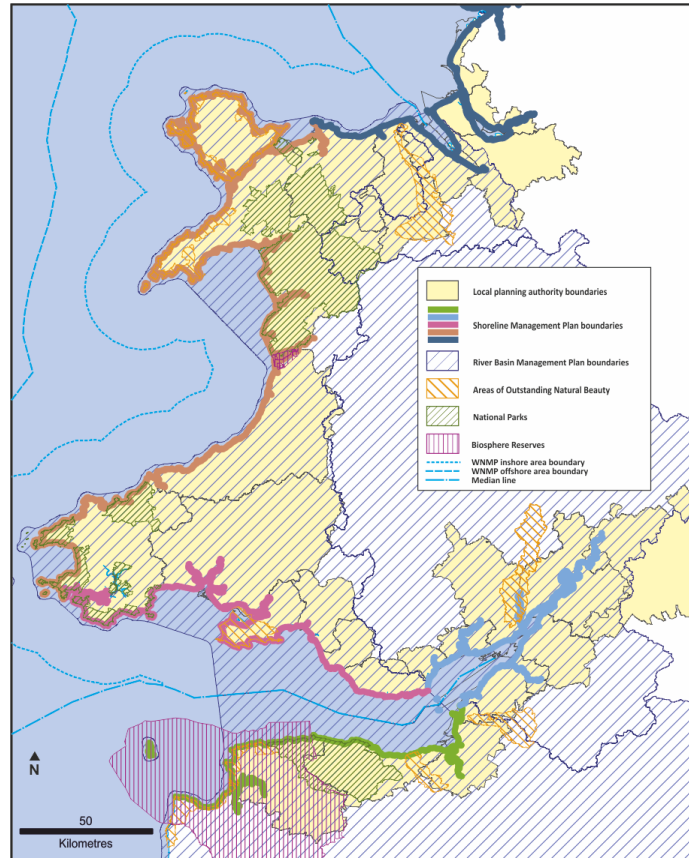 Local planning authority boundaries
Shoreline Management Plan boundaries
River Basin Management Plan boundaries
Areas of Outstanding Natural Beauty
National Parks
Biosphere Reserves
WNMP inshore area boundary
WNMP offshore area boundary
Median line
N
50
Kilometres